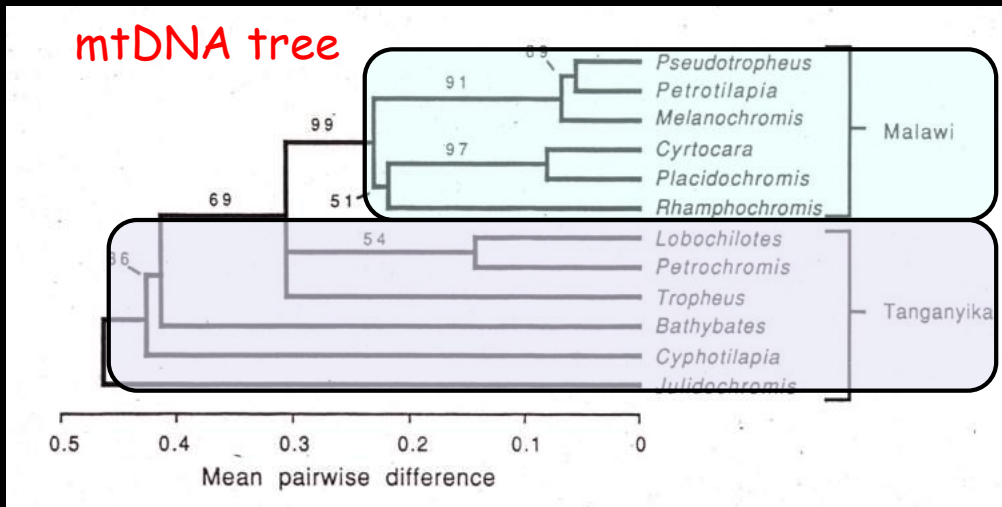 mtDNA tree
Pseudotropheus
91
Petrotilapia
Melanochromis
99
Malawi
97
Cyrtocara
Placidochromis
51
Rhamphochromis
69
54
Lobochilotes
Petrochromis
Tropheus
Tanganyika
Bathybates
Cyphotilapia
Julidochromis
0.5 0.4 0.3 0.2 0.1 0
Mean pairwise difference